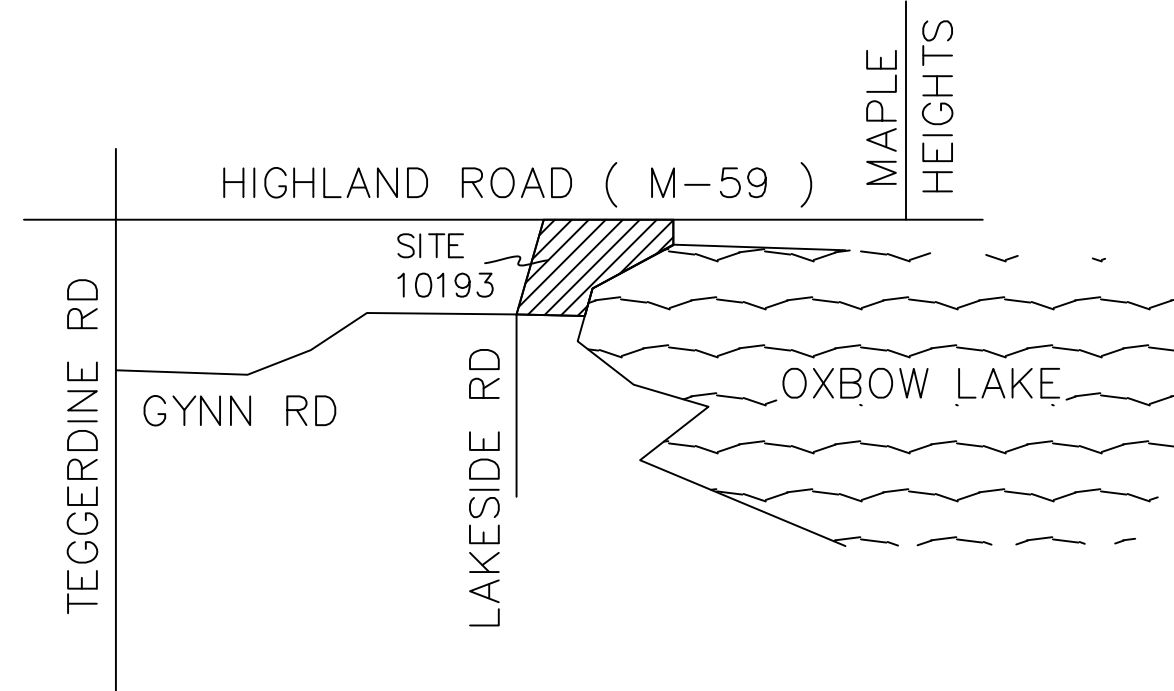 MAPLE
HEIGHTS
HIGHLAND ROAD ( M-59 )
SITE
10193
TEGGERDINE RD
GYNN RD
LAKESIDE RD
OXBOW LAKE